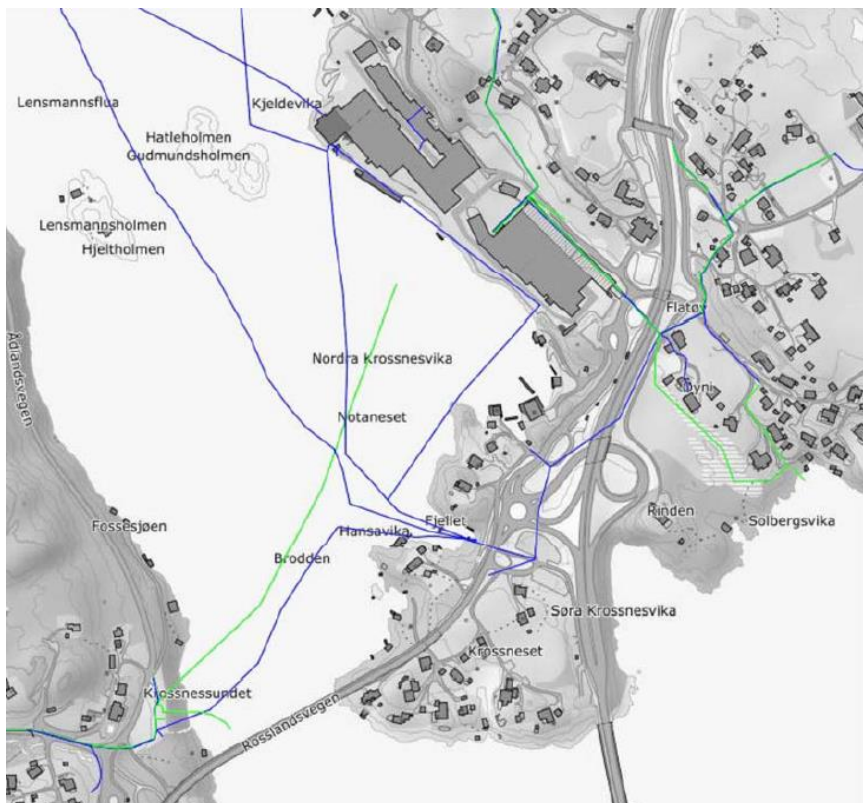 Lensmannsflua
Kjeldevika
Hatleholmen
Gudmundsholmen
Lensmannsholmen
Hjeltholmen
Ådlandsvegen
Flatøy
Nordra Krossnesvika
Notaneset
Fossesjøen
Hansavika
Fjellet
Rinden
Solbergsvika
Brodden
Søra Krossnesvika
Krossneset
Krossnessundet
Rosslandsvegen